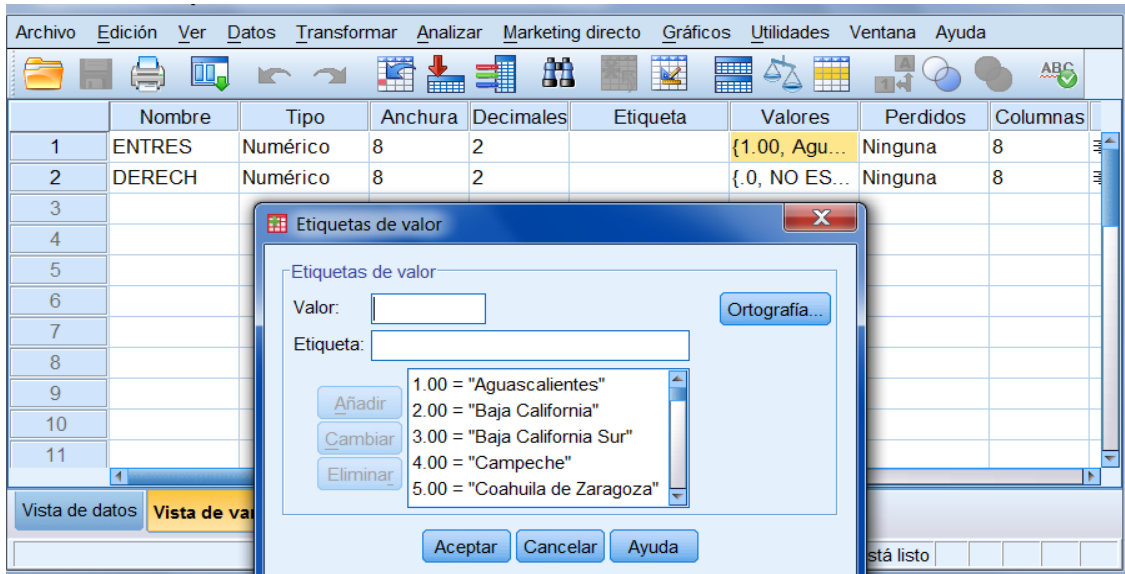 Archivo Edición Ver Datos Transformar Analizar Marketing directo Gráficos Utilidades Ventana Ayuda
A
1 4
ABC
Nombre Tipo Anchura Decimales Etiqueta Valores Perdidos Columnas
1 ENTRES Numérico 8 2 {1.00, Agu... Ninguna 8
2 DERECH Numérico 8 2 {.0, NO ES... Ninguna 8
3
4
5
6
7
8
9
10
11
Etiquetas de valor
Etiquetas de valor
Valor:
Ortografía...
Etiqueta:
Añadir
Cambiar
Eliminar
1.00 = "Aguascalientes"
2.00 = "Baja California"
3.00 = "Baja California Sur"
4.00 = "Campeche"
5.00 = "Coahuila de Zaragoza"
Aceptar Cancelar Ayuda
Vista de datos Vista de var
stá listo